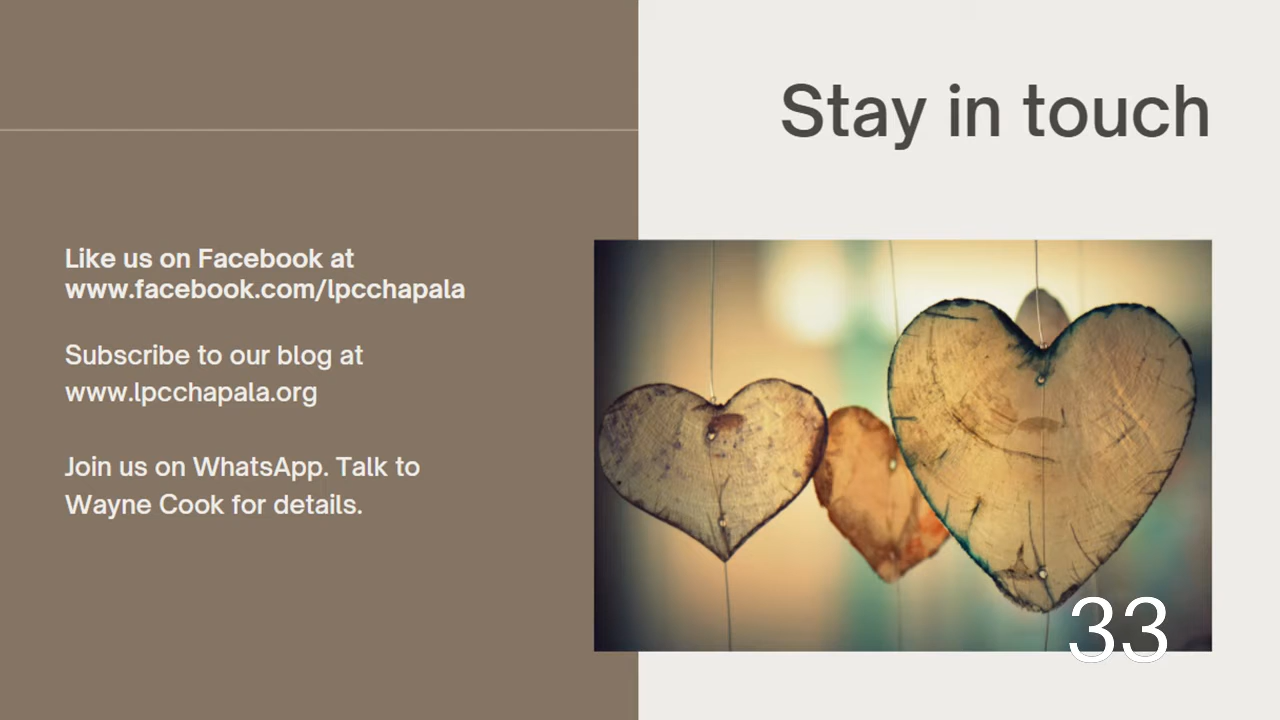 Stay in touch
Like us on Facebook at
www.facebook.com/lpcchapala
Subscribe to our blog at
www.lpcchapala.org
Join us on WhatsApp. Talk to
Wayne Cook for details.
33